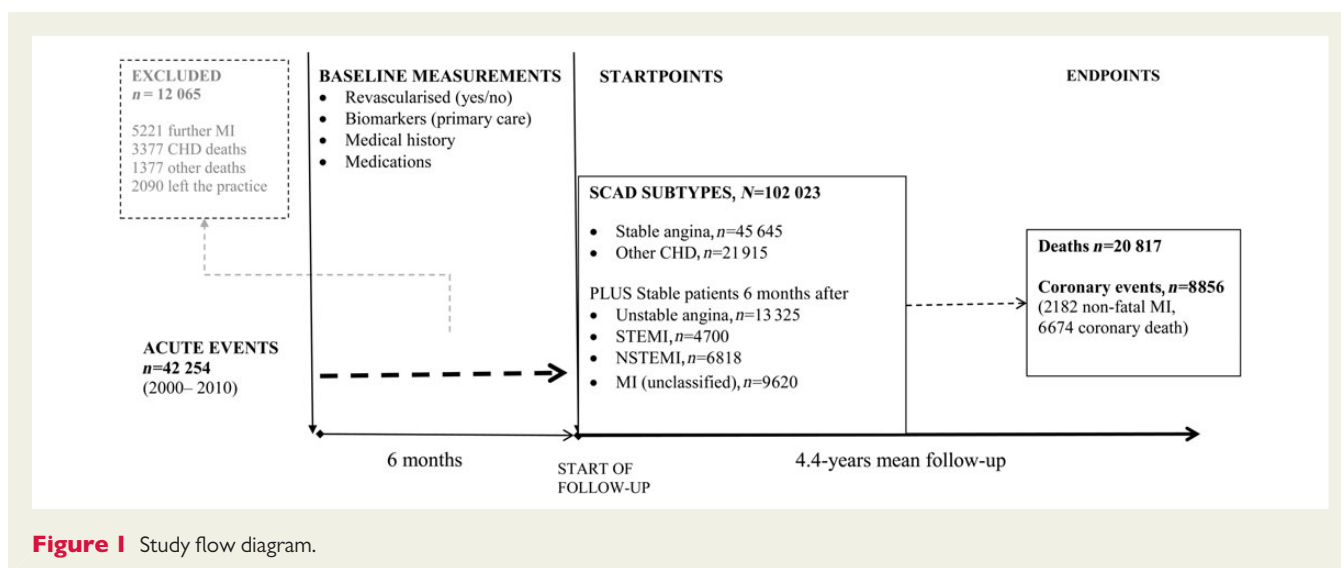 EXCLUDED
n= 12 065
5221 further MI
3377 CHD deaths
1377 other deaths
2090 left the practice
ACUTE EVENTS
n=42 254
(2000– 2010)
BASELINE MEASUREMENTS
• Revascularised (yes/no)
• Biomarkers (primary care)
• Medical history
• Medications
6 months
STARTPOINTS
SCAD SUBTYPES, N=102 023
• Stable angina, n=45 645
• Other CHD, n=21 915
PLUS Stable patients 6 months after
• Unstable angina, n=13 325
• STEMI, n=4700
• NSTEMI, n=6818
• MI (unclassified), n=9620
START OF
FOLLOW-UP
4.4-years mean follow-up
ENDPOINTS
Deaths n=20 817
Coronary events, n=8856
(2182 non-fatal MI,
6674 coronary death)
Figure 1 Study flow diagram.